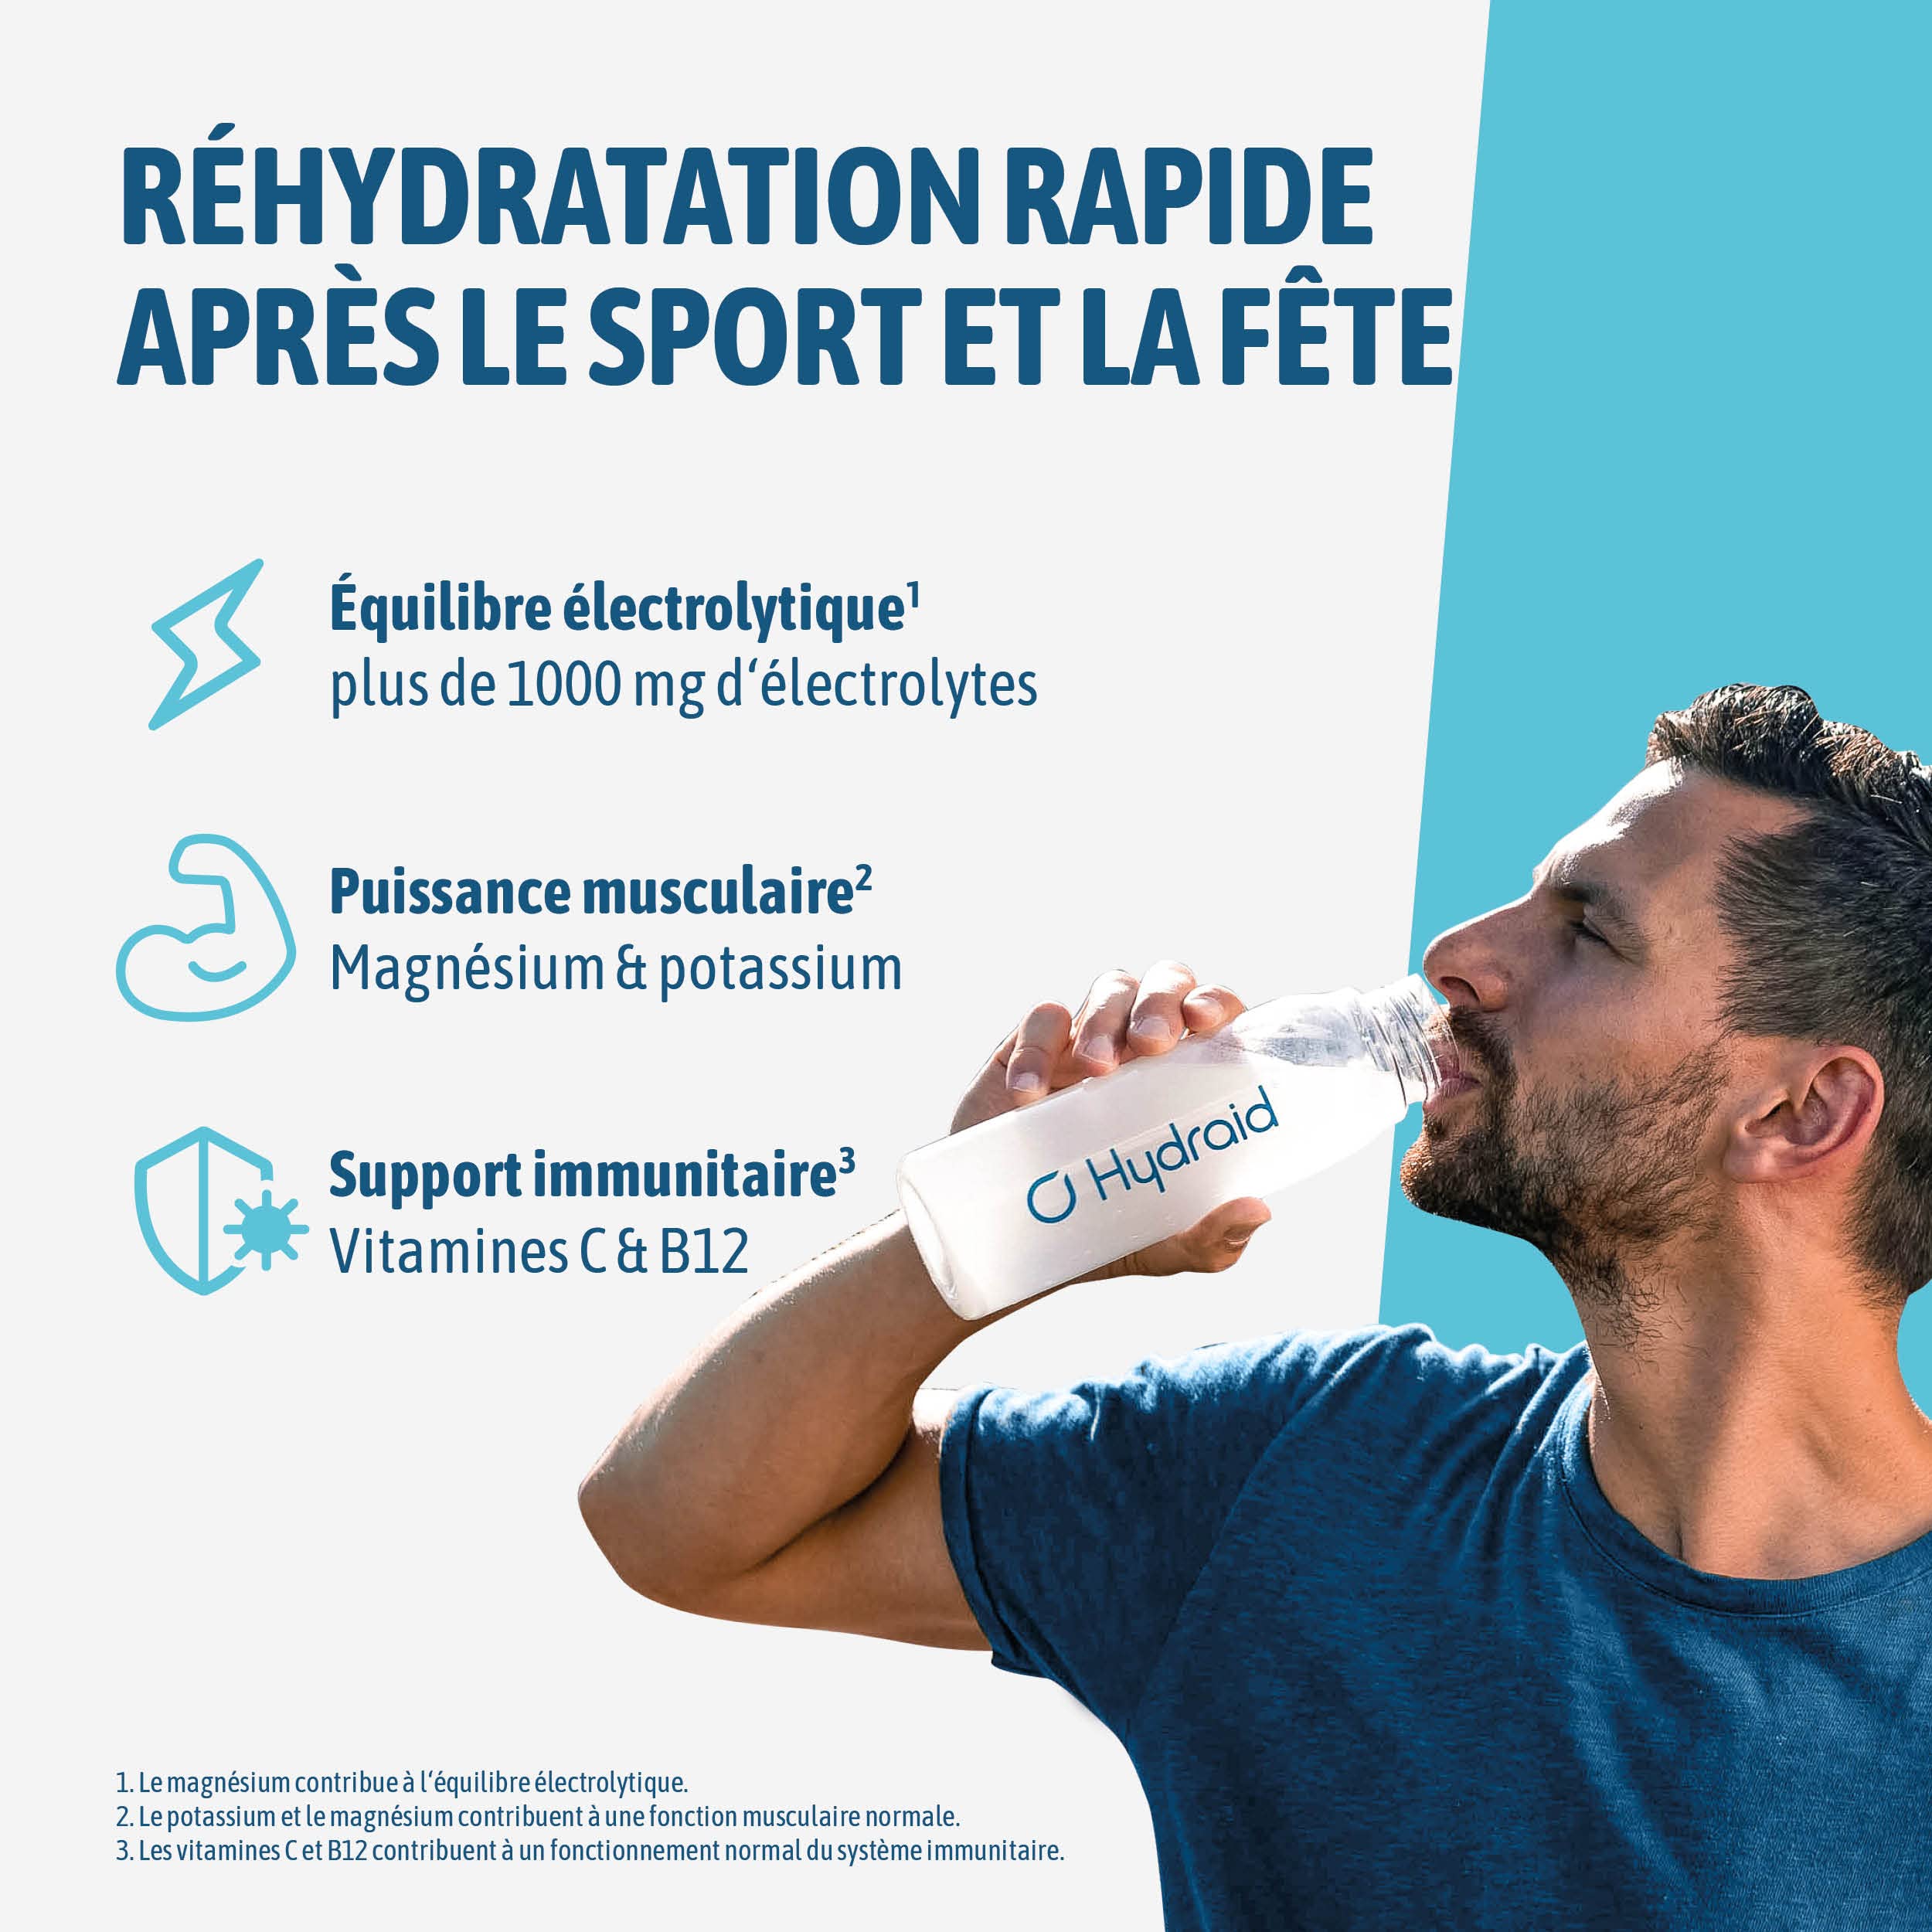 RÉHYDRATATION RAPIDE
APRÈS LE SPORT ET LA FÊTE
Équilibre électrolytique¹
plus de 1000 mg d‘électrolytes
Puissance musculaire²
Magnésium & potassium
Support immunitaire³
Vitamines C & B12
Hydraid
1. Le magnésium contribue à l‘équilibre électrolytique.
2. Le potassium et le magnésium contribuent à une fonction musculaire normale.
3. Les vitamines C et B12 contribuent à un fonctionnement normal du système immunitaire.